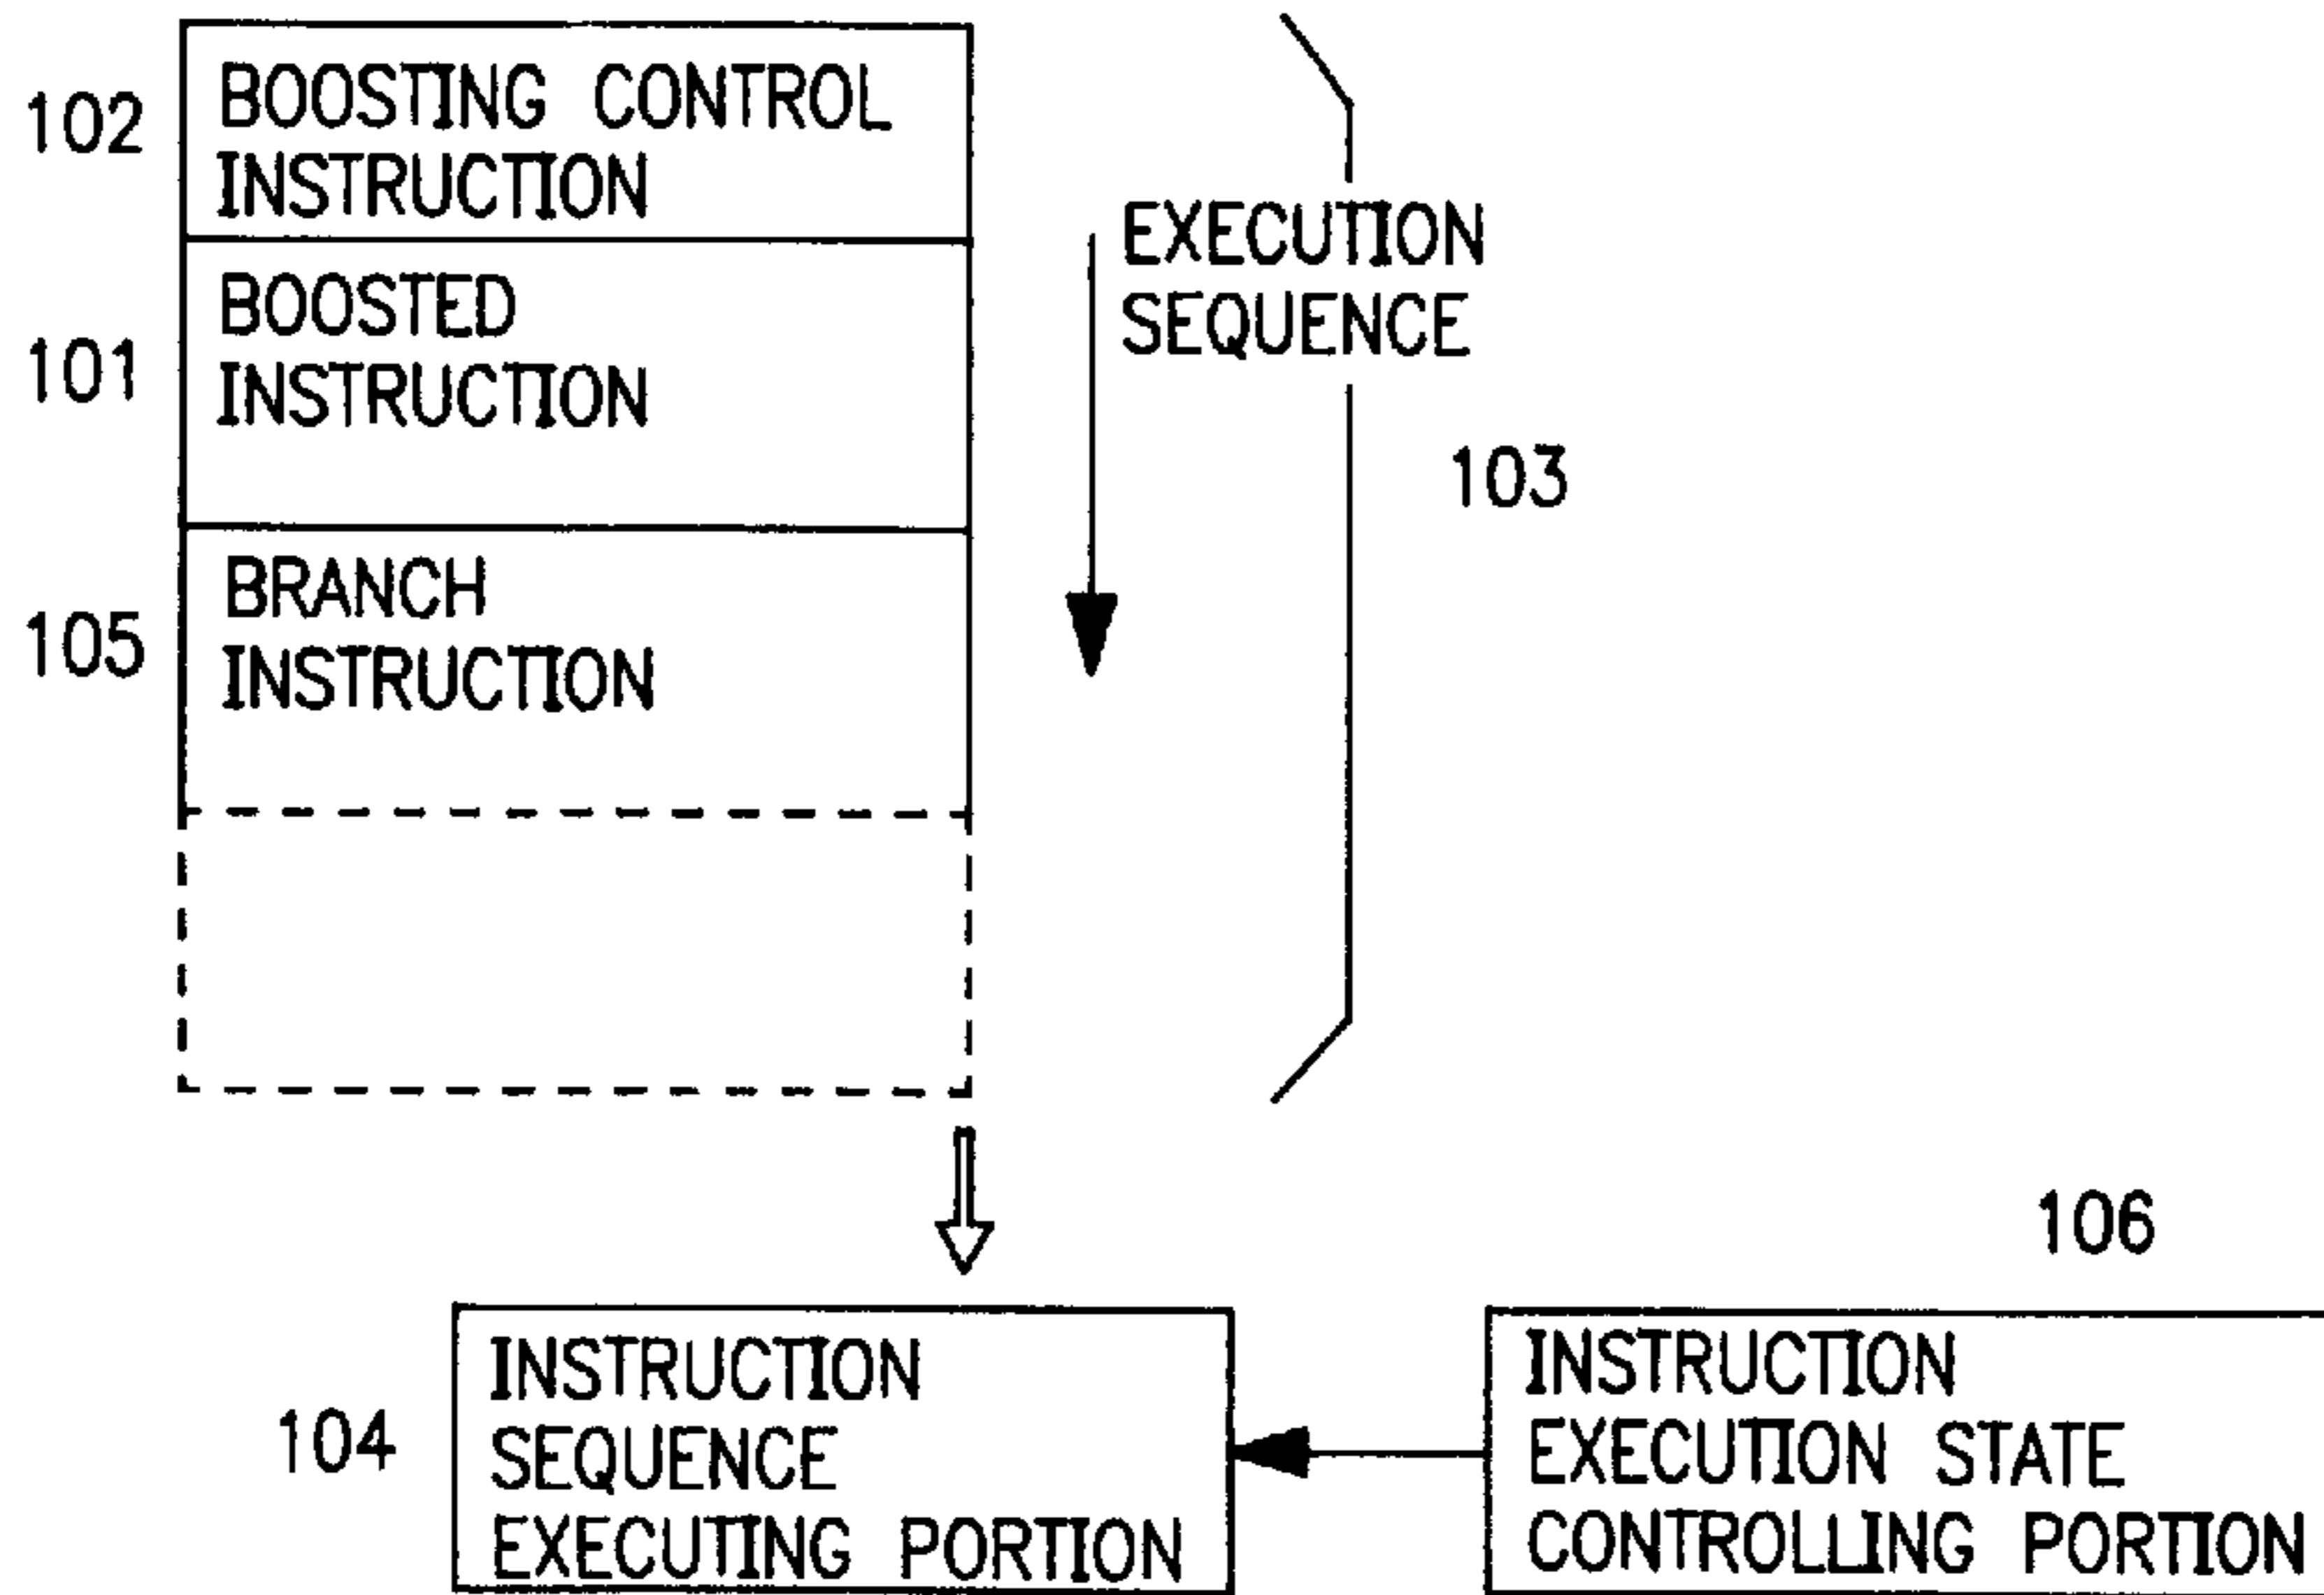 102
BOOSTING CONTROL
INSTRUCTION
101
BOOSTED
INSTRUCTION
105
BRANCH
INSTRUCTION
EXECUTION
SEQUENCE
103
104
INSTRUCTION
SEQUENCE
EXECUTING PORTION
106
INSTRUCTION
EXECUTION STATE
CONTROLLING PORTION